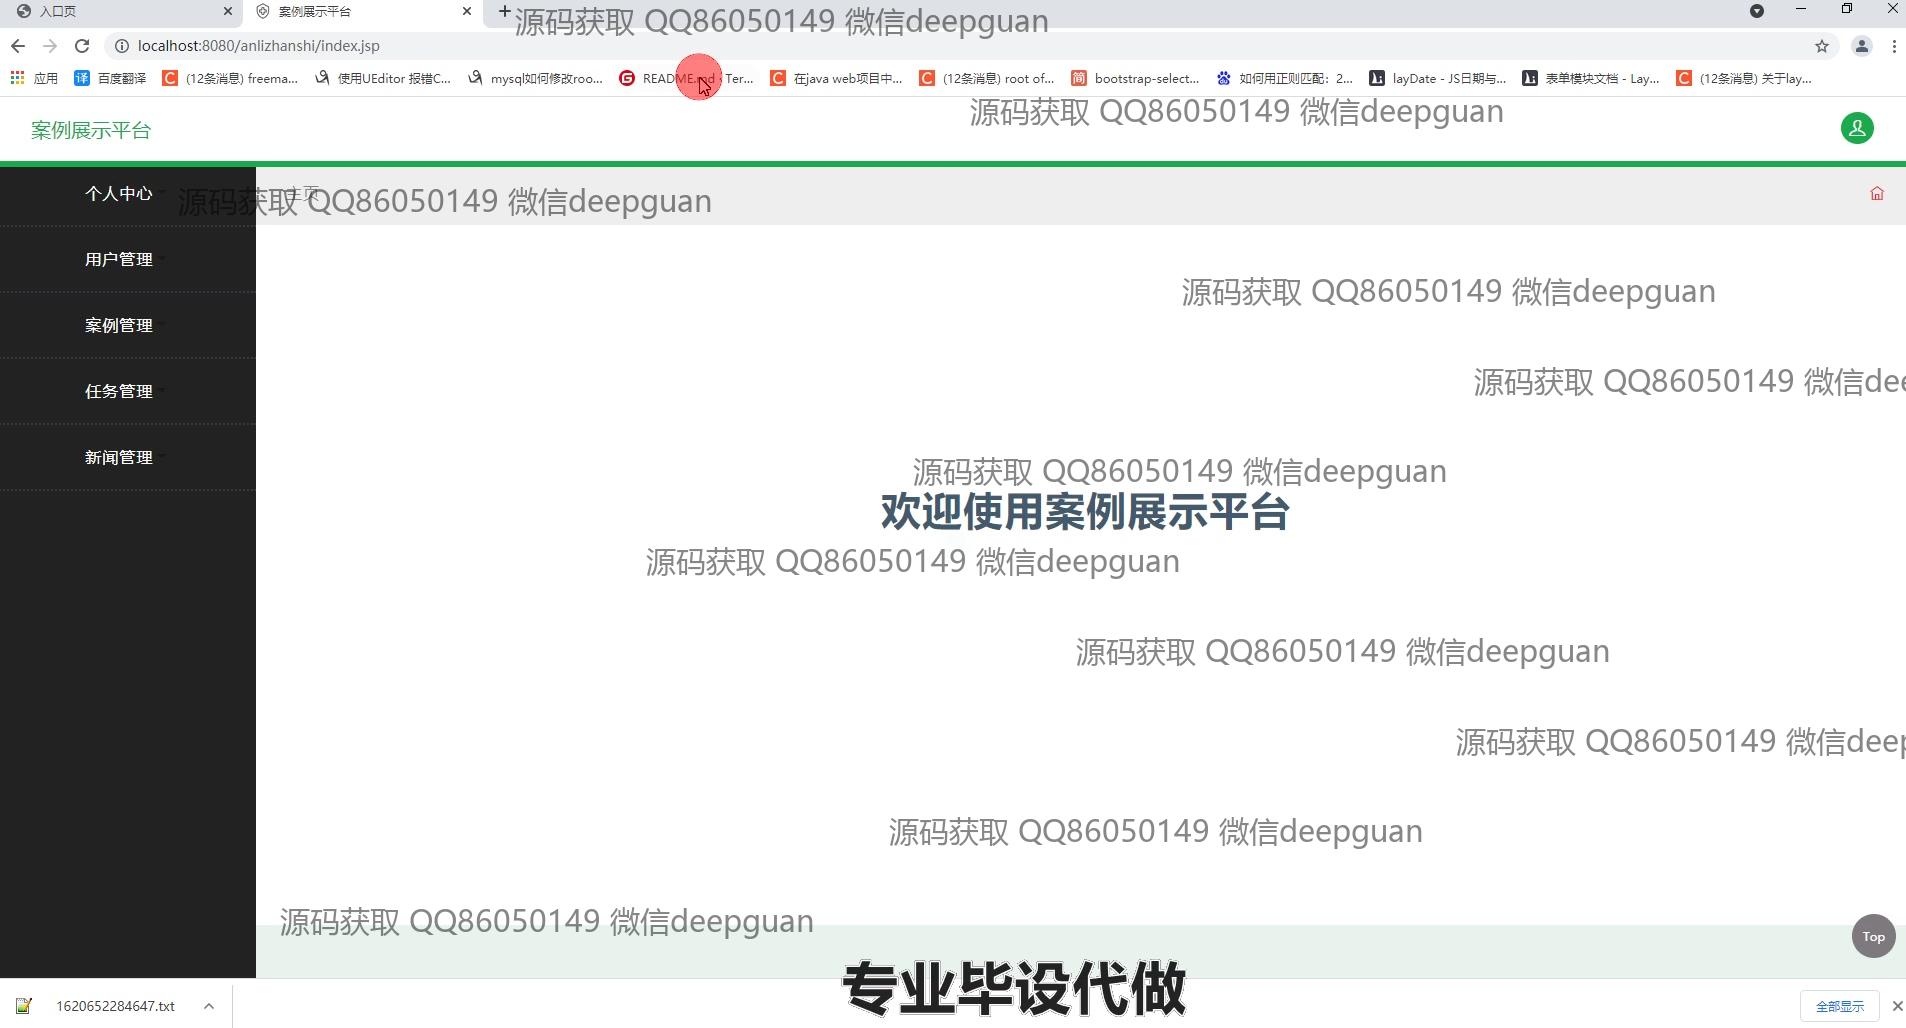 入口页
案例展示平台
源码获取 QQ86050149 微信deepguan
localhost:8080/anlizhanshi/index.jsp
应用
百度翻译
(12条消息) freema...
使用UEditor 报错C...
mysql如何修改roo...
README.md · Ter...
在java web项目中...
(12条消息) root of...
bootstrap-select...
如何用正则匹配：2...
layDate - JS日期与...
表单模块文档 - Lay...
(12条消息) 关于lay...
源码获取 QQ86050149 微信deepguan
案例展示平台
个人中心
源码获取 QQ86050149 微信deepguan
主页
用户管理
源码获取 QQ86050149 微信deepguan
案例管理
源码获取 QQ86050149 微信dee
任务管理
新闻管理
源码获取 QQ86050149 微信deepguan
欢迎使用案例展示平台
源码获取 QQ86050149 微信deepguan
源码获取 QQ86050149 微信deepguan
源码获取 QQ86050149 微信deep
源码获取 QQ86050149 微信deepguan
源码获取 QQ86050149 微信deepguan
Top
专业毕设代做
1620652284647.txt
全部显示